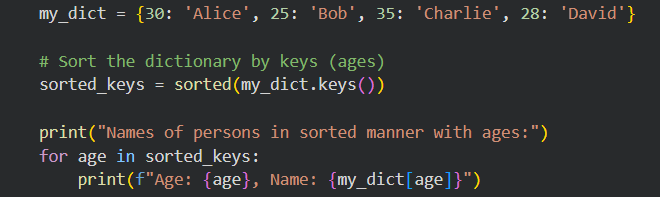 my_dict = {30: 'Alice', 25: 'Bob', 35: 'Charlie', 28: 'David'}
# Sort the dictionary by keys (ages)
sorted_keys = sorted(my_dict.keys())
print("Names of persons in sorted manner with ages:")
for age in sorted_keys:
    print(f"Age: {age}, Name: {my_dict[age]}")